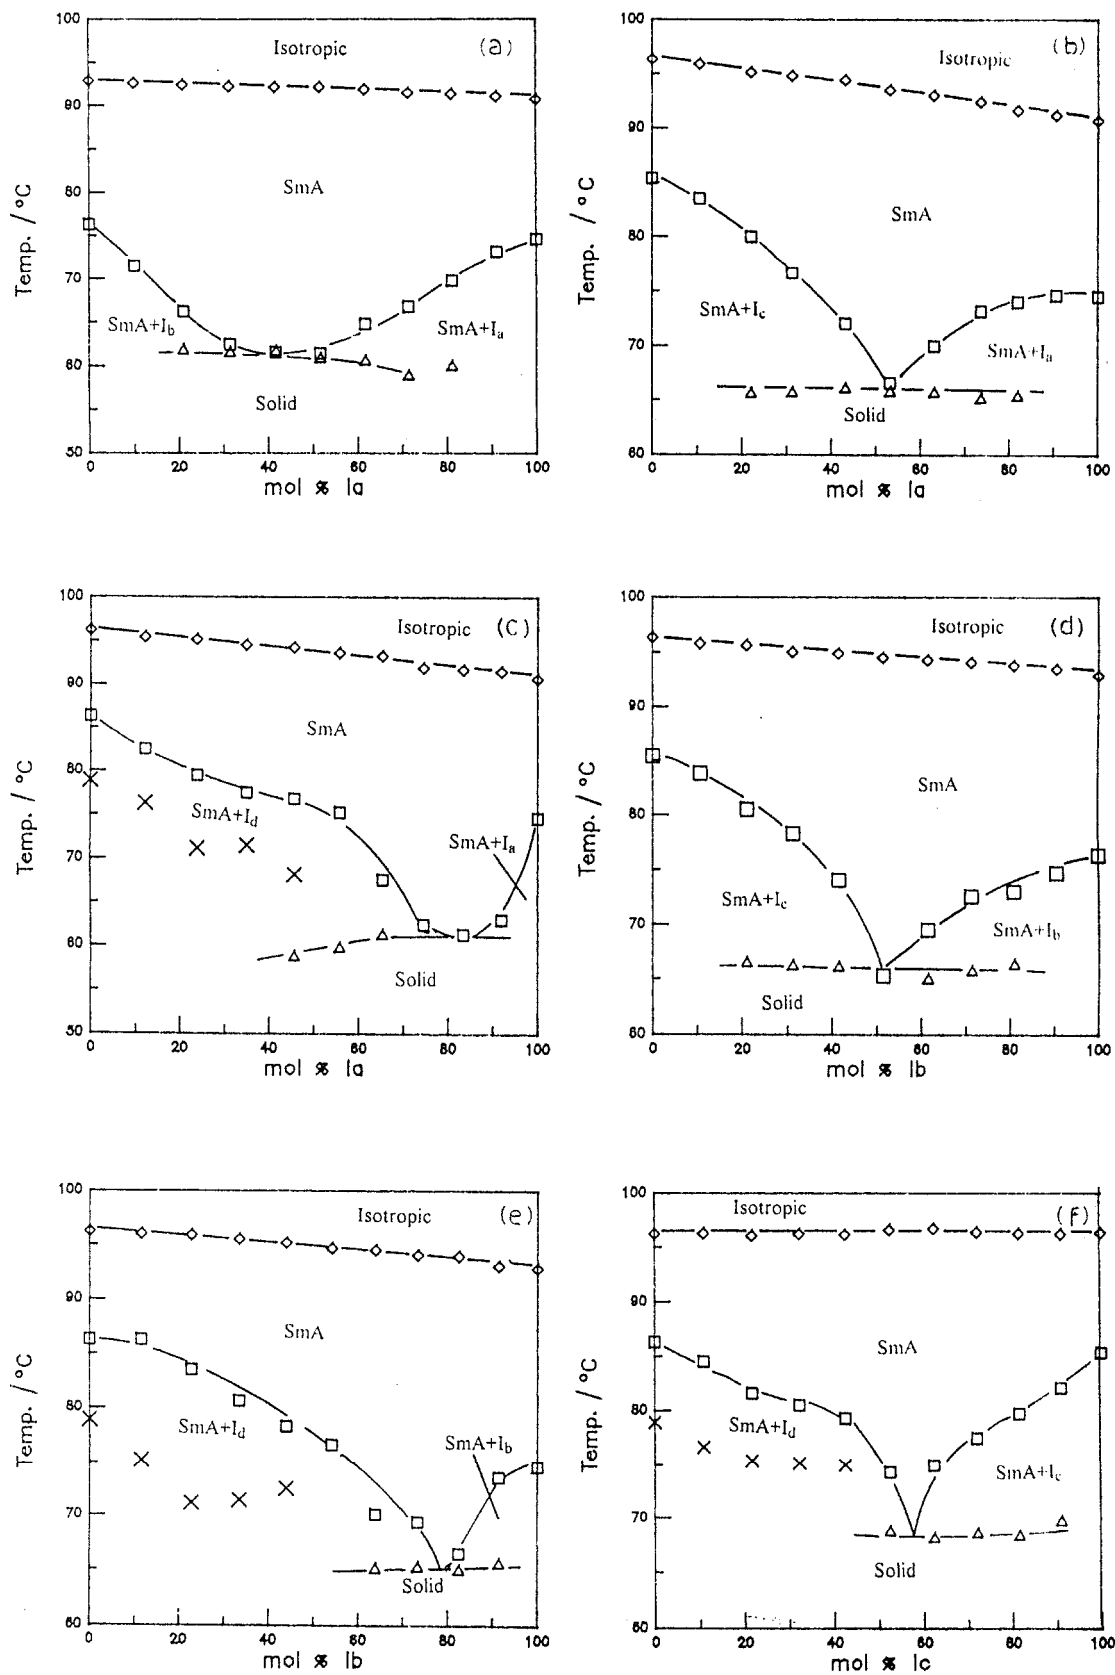 100
90
80
70
60
50
Temp. / °C
Isotropic
(a)
SmA
SmA+Ib
SmA+Ia
Solid
0 20 40 60 80 100
mol % Ia
100
90
80
70
60
Temp. / °C
Isotropic
(b)
SmA
SmA+Ic
SmA+Ia
Solid
0 20 40 60 80 100
mol % Ia
100
90
80
70
60
50
Temp. / °C
Isotropic
(c)
SmA
SmA+Id
SmA+Ia
Solid
0 20 40 60 80 100
mol % Ia
100
90
80
70
60
Temp. / °C
Isotropic
(d)
SmA
SmA+Ic
SmA+Ib
Solid
0 20 40 60 80 100
mol % Ib
100
90
80
70
60
Temp. / °C
Isotropic
(e)
SmA
SmA+Id
SmA+Ib
Solid
0 20 40 60 80 100
mol % Ib
100
90
80
70
60
Temp. / °C
Isotropic
(f)
SmA
SmA+Id
SmA+Ic
Solid
0 20 40 60 80 100
mol % Ic